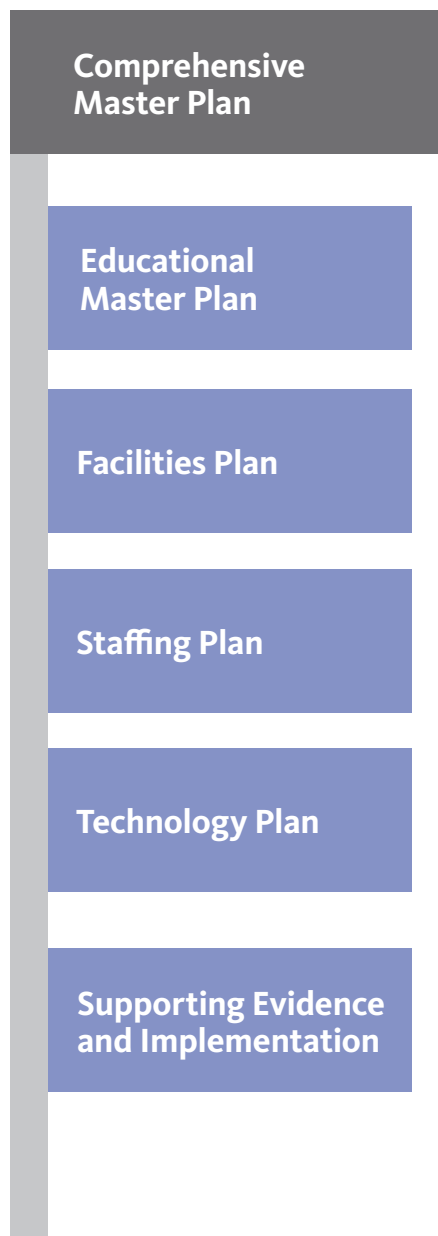 Comprehensive
Master Plan
Educational
Master Plan
Facilities Plan
Staffing Plan
Technology Plan
Supporting Evidence
and Implementation